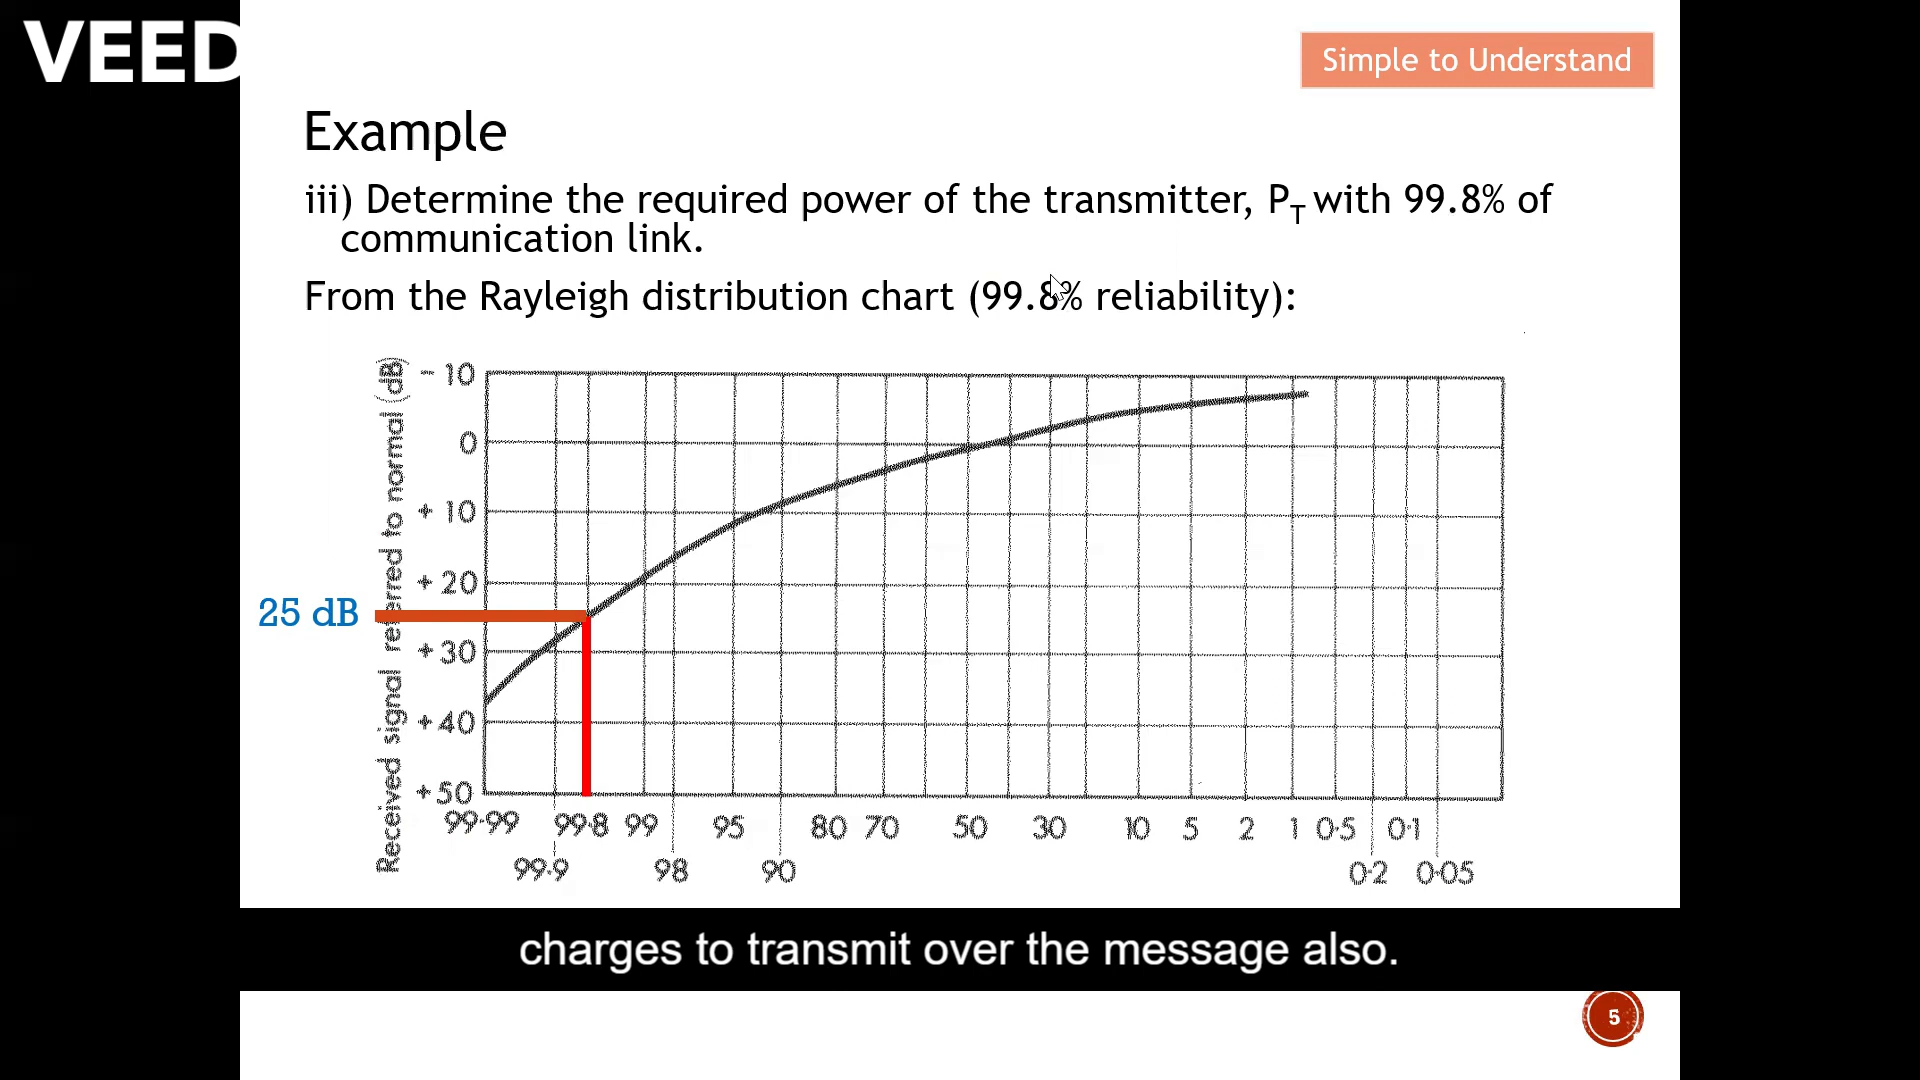 VEED
Simple to Understand
Example
iii) Determine the required power of the transmitter, PT with 99.8% of
communication link.
From the Rayleigh distribution chart (99.8% reliability):
Received signal referred to normal (dB)
- 10
0
+ 10
+ 20
25 dB
+ 30
+ 40
+ 50
99·99 99·8 99 95 80 70 50 30 10 5 2 1 0·5 0·1
99·9 98 90 0·2 0·05
charges to transmit over the message also.
5